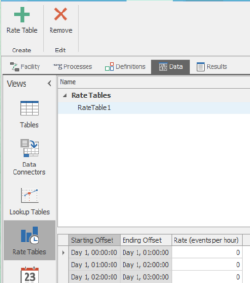 Rate Table
Remove
Create
Edit
Facility
Processes
Definitions
Data
Results
Views
Name
Rate Tables
RateTable1
Tables
Data
Connectors
Lookup Tables
Rate Tables
23
Starting Offset Ending Offset Rate (events per hour)
Day 1, 00:00:00 Day 1, 01:00:00 0
Day 1, 01:00:00 Day 1, 02:00:00 0
Day 1, 02:00:00 Day 1, 03:00:00 0